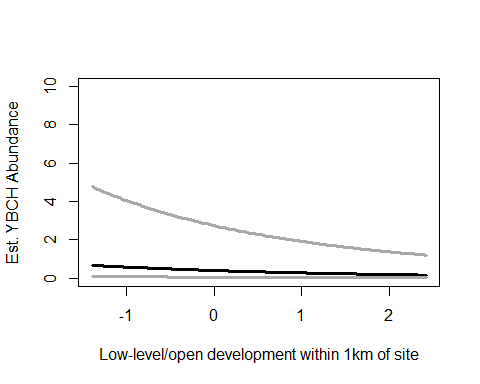 Est. YBCH Abundance
10
8
6
4
2
0
-1 0 1 2
Low-level/open development within 1km of site